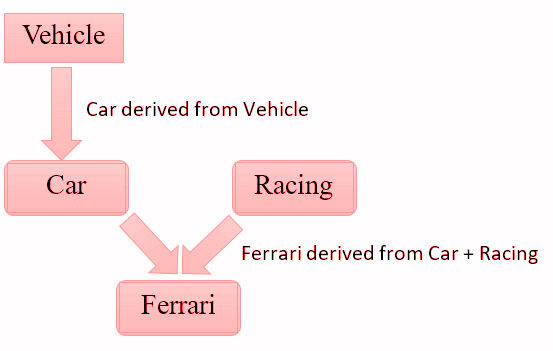 Vehicle
Car derived from Vehicle
Car
Racing
Ferrari derived from Car + Racing
Ferrari